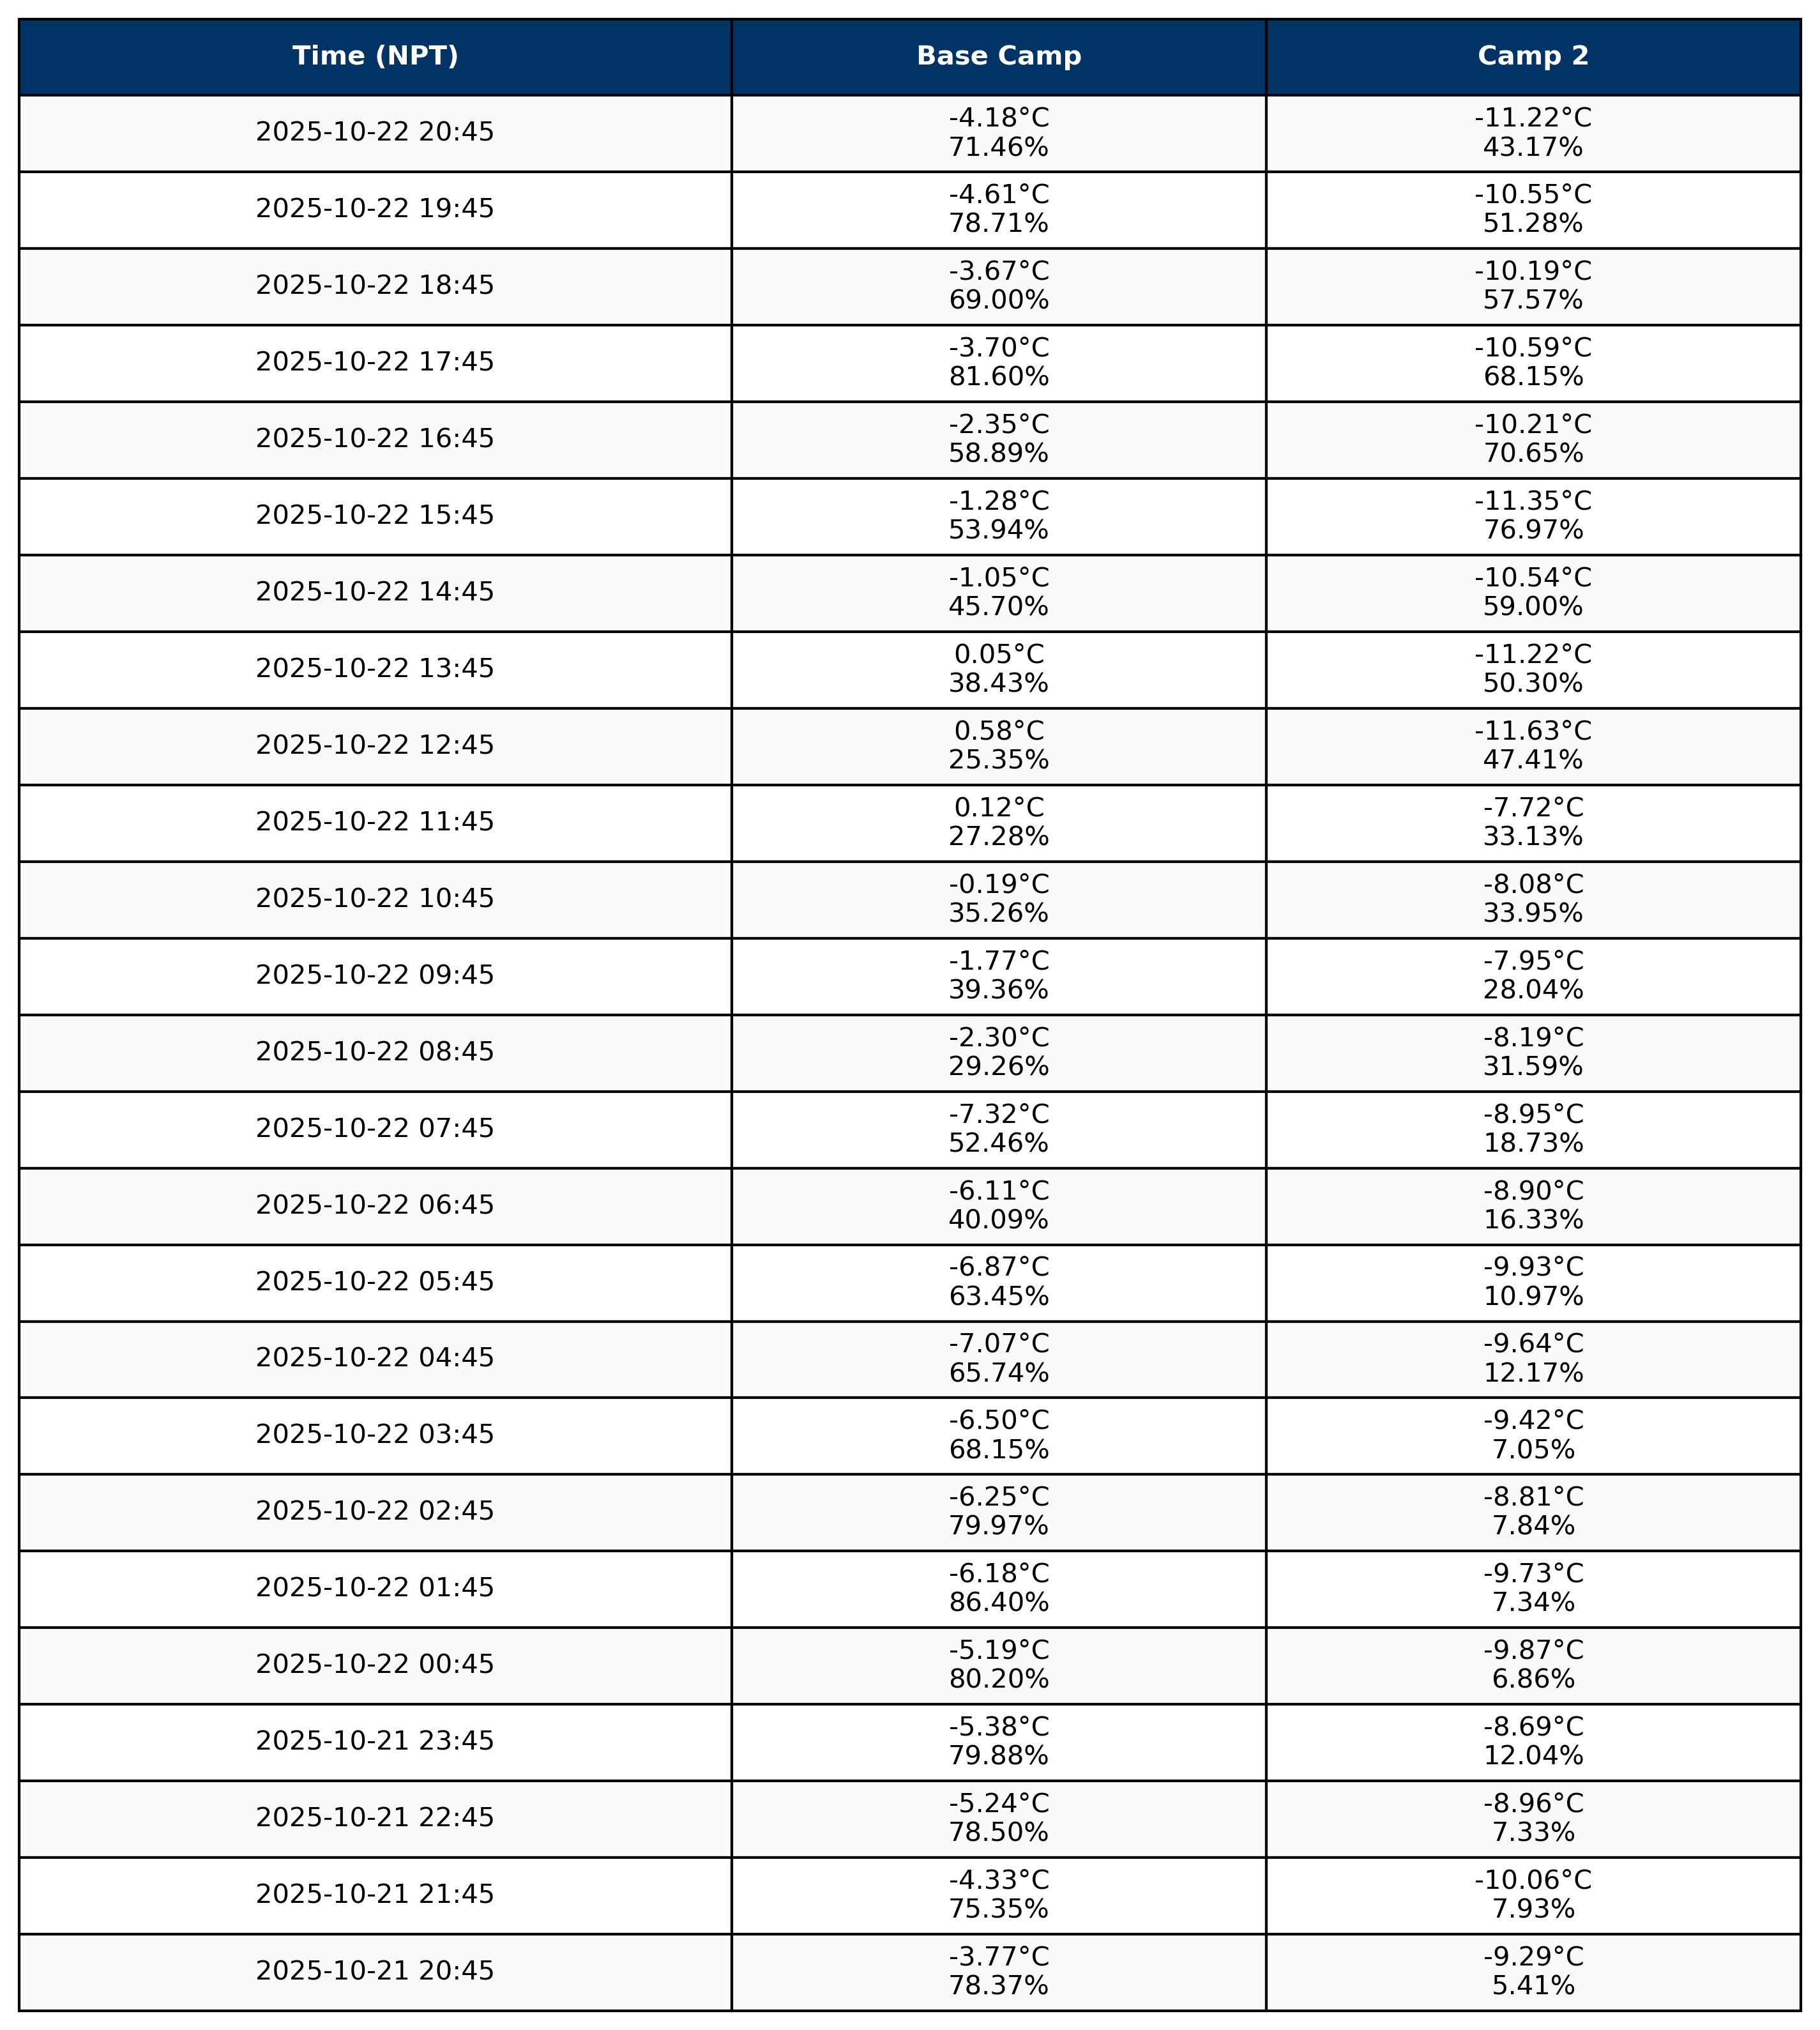 Time (NPT) Base Camp Camp 2
2025-10-22 20:45 -4.18°C -11.22°C
71.46% 43.17%
2025-10-22 19:45 -4.61°C -10.55°C
78.71% 51.28%
2025-10-22 18:45 -3.67°C -10.19°C
69.00% 57.57%
2025-10-22 17:45 -3.70°C -10.59°C
81.60% 68.15%
2025-10-22 16:45 -2.35°C -10.21°C
58.89% 70.65%
2025-10-22 15:45 -1.28°C -11.35°C
53.94% 76.97%
2025-10-22 14:45 -1.05°C -10.54°C
45.70% 59.00%
2025-10-22 13:45 0.05°C -11.22°C
38.43% 50.30%
2025-10-22 12:45 0.58°C -11.63°C
25.35% 47.41%
2025-10-22 11:45 0.12°C -7.72°C
27.28% 33.13%
2025-10-22 10:45 -0.19°C -8.08°C
35.26% 33.95%
2025-10-22 09:45 -1.77°C -7.95°C
39.36% 28.04%
2025-10-22 08:45 -2.30°C -8.19°C
29.26% 31.59%
2025-10-22 07:45 -7.32°C -8.95°C
52.46% 18.73%
2025-10-22 06:45 -6.11°C -8.90°C
40.09% 16.33%
2025-10-22 05:45 -6.87°C -9.93°C
63.45% 10.97%
2025-10-22 04:45 -7.07°C -9.64°C
65.74% 12.17%
2025-10-22 03:45 -6.50°C -9.42°C
68.15% 7.05%
2025-10-22 02:45 -6.25°C -8.81°C
79.97% 7.84%
2025-10-22 01:45 -6.18°C -9.73°C
86.40% 7.34%
2025-10-22 00:45 -5.19°C -9.87°C
80.20% 6.86%
2025-10-21 23:45 -5.38°C -8.69°C
79.88% 12.04%
2025-10-21 22:45 -5.24°C -8.96°C
78.50% 7.33%
2025-10-21 21:45 -4.33°C -10.06°C
75.35% 7.93%
2025-10-21 20:45 -3.77°C -9.29°C
78.37% 5.41%